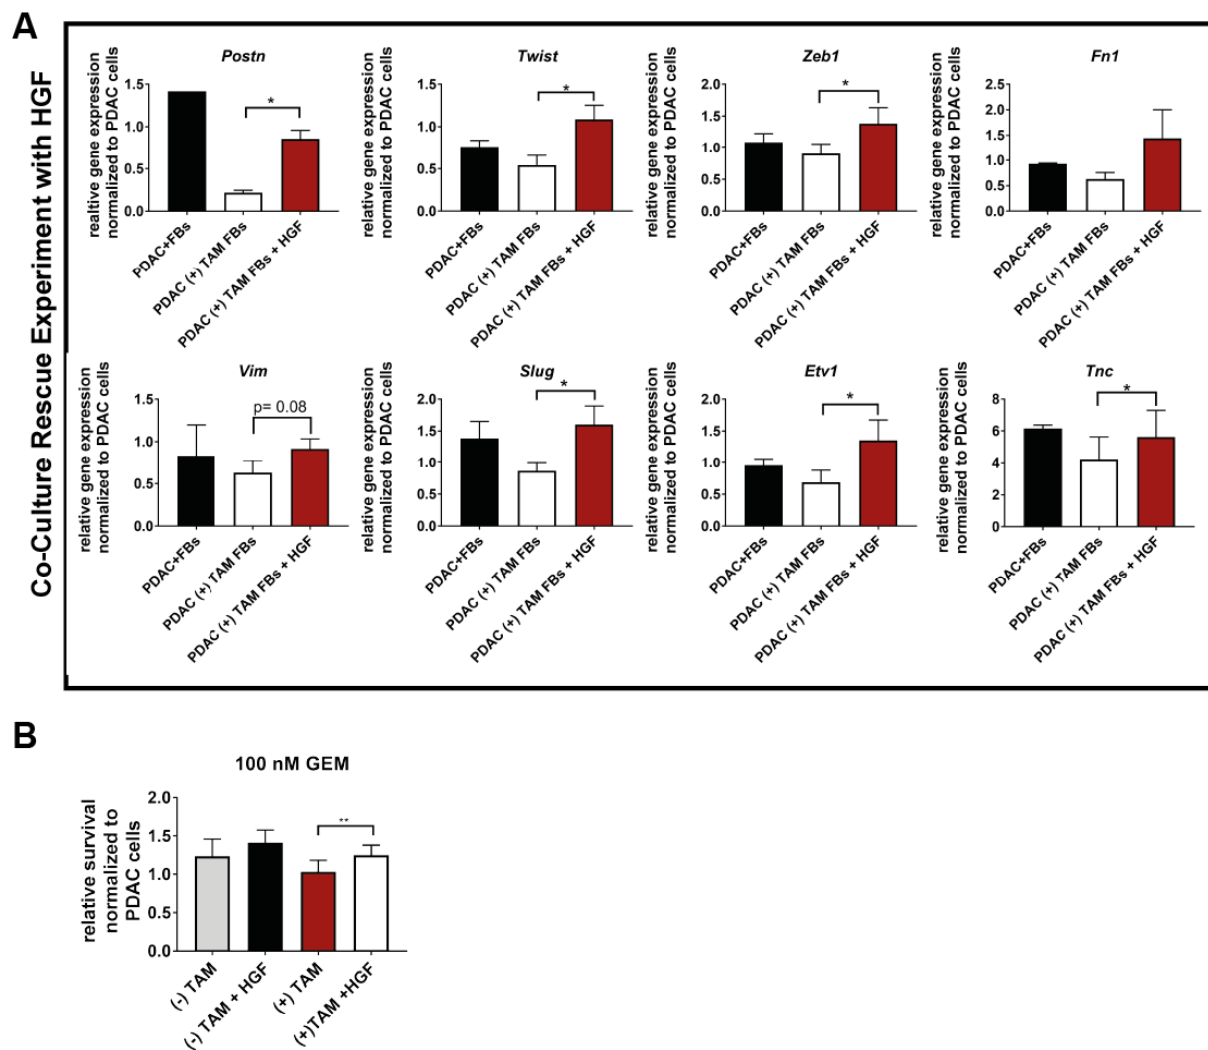 A
Co-Culture Rescue Experiment with HGF
Postn
realtive gene expression
normalized to PDAC cells
1.5
1.0
0.5
0.0
*
PDAC+FBs
PDAC (+) TAM FBs
PDAC (+) TAM FBs + HGF
Twist
relative gene expression
normalized to PDAC cells
1.5
1.0
0.5
0.0
*
PDAC+FBs
PDAC (+) TAM FBs
PDAC (+) TAM FBs + HGF
Zeb1
relative gene expression
normalized to PDAC cells
2.0
1.5
1.0
0.5
0.0
*
PDAC+FBs
PDAC (+) TAM FBs
PDAC (+) TAM FBs + HGF
Fn1
relative gene expression
normalized to PDAC cells
2.5
2.0
1.5
1.0
0.5
0.0
PDAC+FBs
PDAC (+) TAM FBs
PDAC (+) TAM FBs + HGF
Vim
relative gene expression
normalized to PDAC cells
1.5
1.0
0.5
0.0
p= 0.08
PDAC+FBs
PDAC (+) TAM FBs
PDAC (+) TAM FBs + HGF
Slug
relative gene expression
normalized to PDAC cells
2.0
1.5
1.0
0.5
0.0
*
PDAC+FBs
PDAC (+) TAM FBs
PDAC (+) TAM FBs + HGF
Etv1
relative gene expression
normalized to PDAC cells
2.0
1.5
1.0
0.5
0.0
*
PDAC+FBs
PDAC (+) TAM FBs
PDAC (+) TAM FBs + HGF
Tnc
relative gene expression
normalized to PDAC cells
8
6
4
2
0
*
PDAC+FBs
PDAC (+) TAM FBs
PDAC (+) TAM FBs + HGF
B
100 nM GEM
relative survival
normalized to
PDAC cells
2.0
1.5
1.0
0.5
0.0
**
(-) TAM
(-) TAM + HGF
(+) TAM
(+)TAM +HGF